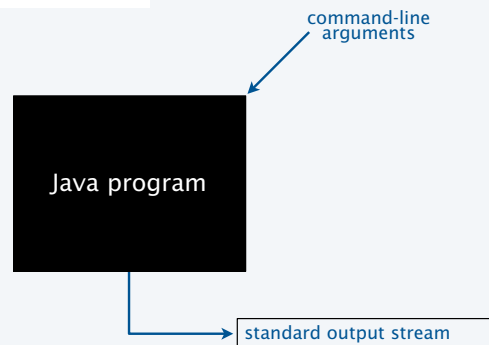 command-line
arguments
Java program
standard output stream